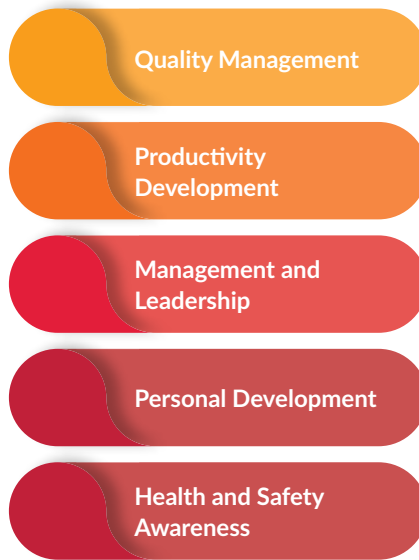 Quality Management
Productivity
Development
Management and
Leadership
Personal Development
Health and Safety
Awareness